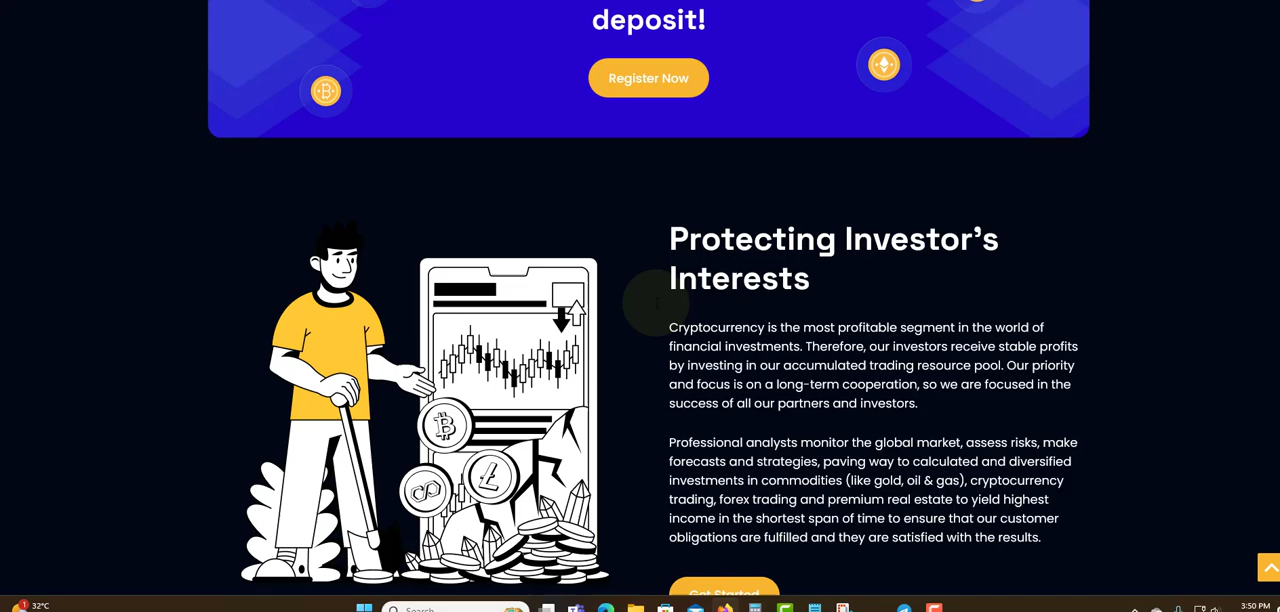 deposit!
Register Now
Protecting Investor's
Interests
Cryptocurrency is the most profitable segment in the world of
financial investments. Therefore, our investors receive stable profits
by investing in our accumulated trading resource pool. Our priority
and focus is on a long-term cooperation, so we are focused in the
success of all our partners and investors.
Professional analysts monitor the global market, assess risks, make
forecasts and strategies, paving way to calculated and diversified
investments in commodities (like gold, oil & gas), cryptocurrency
trading, forex trading and premium real estate to yield highest
income in the shortest span of time to ensure that our customer
obligations are fulfilled and they are satisfied with the results.
Get Started
1
32°C
Search
3:50 PM